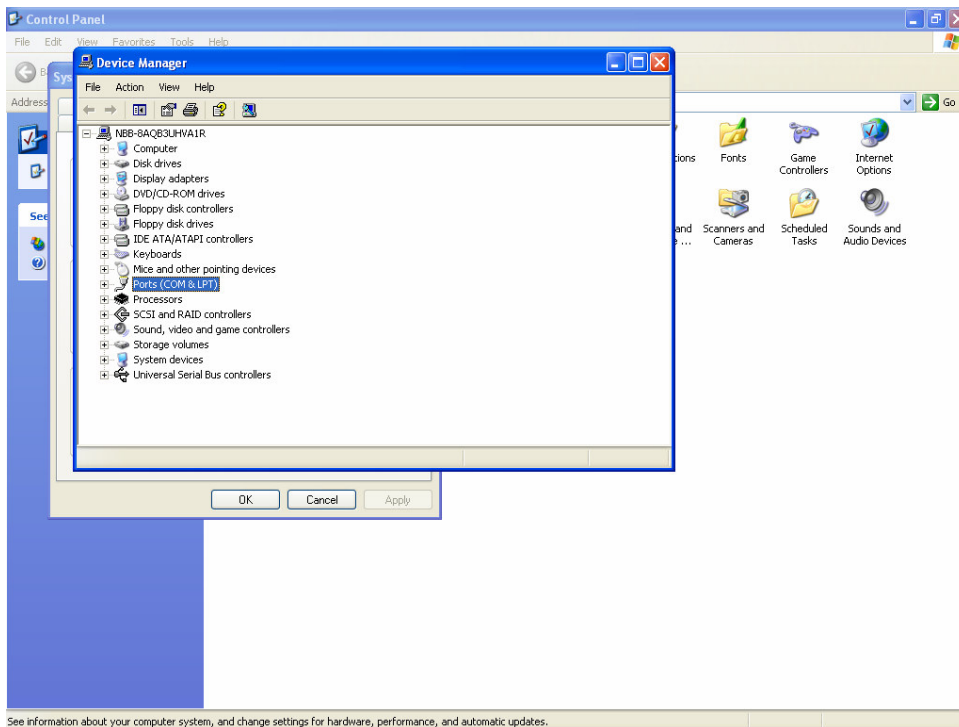 Control Panel
File Edit View Favorites Tools Help
Sys
Device Manager
File Action View Help
Address
Go
NBB-8AQB3UHVA1R
Computer
Disk drives
Display adapters
DVD/CD-ROM drives
Floppy disk controllers
Floppy disk drives
IDE ATA/ATAPI controllers
Keyboards
Mice and other pointing devices
Ports (COM & LPT)
Processors
SCSI and RAID controllers
Sound, video and game controllers
Storage volumes
System devices
Universal Serial Bus controllers
See
tions
Fonts
Game
Controllers
Internet
Options
and
...
Scanners and
Cameras
Scheduled
Tasks
Sounds and
Audio Devices
OK Cancel Apply
See information about your computer system, and change settings for hardware, performance, and automatic updates.